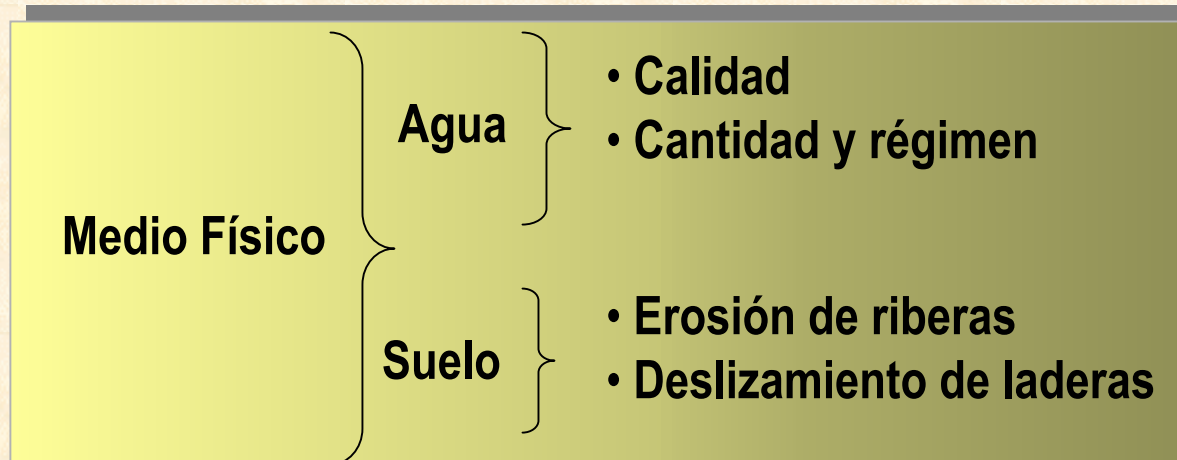 Medio Físico
Agua
• Calidad
• Cantidad y régimen
Suelo
• Erosión de riberas
• Deslizamiento de laderas